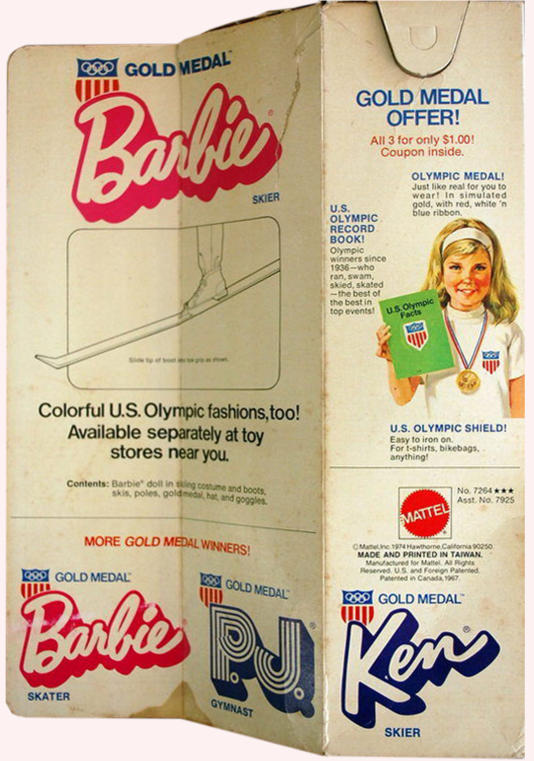 GOLD MEDAL™
Barbie®
SKIER
Slide tip of boot into toe grip as shown.
Colorful U.S. Olympic fashions, too!
Available separately at toy
stores near you.
Contents: Barbie® doll in skiing costume and boots,
skis, poles, gold medal, hat, and goggles.
MORE GOLD MEDAL WINNERS!
GOLD MEDAL™
Barbie®
SKATER
GOLD MEDAL™
P.J.®
GYMNAST
GOLD MEDAL
OFFER!
All 3 for only $1.00!
Coupon inside.
OLYMPIC MEDAL!
Just like real for you to
wear! In simulated
gold, with red, white 'n
blue ribbon.
U.S.
OLYMPIC
RECORD
BOOK!
Olympic
winners since
1936—who
ran, swam,
skied, skated
—the best of
the best in
top events!
U.S. Olympic
Facts
U.S. OLYMPIC SHIELD!
Easy to iron on.
For t-shirts, bikebags,
anything!
MATTEL
No. 7264★★★
Asst. No. 7925
©Mattel,Inc.1974 Hawthorne,California 90250.
MADE AND PRINTED IN TAIWAN.
Manufactured for Mattel. All Rights
Reserved. U.S. and Foreign Patented.
Patented in Canada,1967.
GOLD MEDAL™
Ken®
SKIER